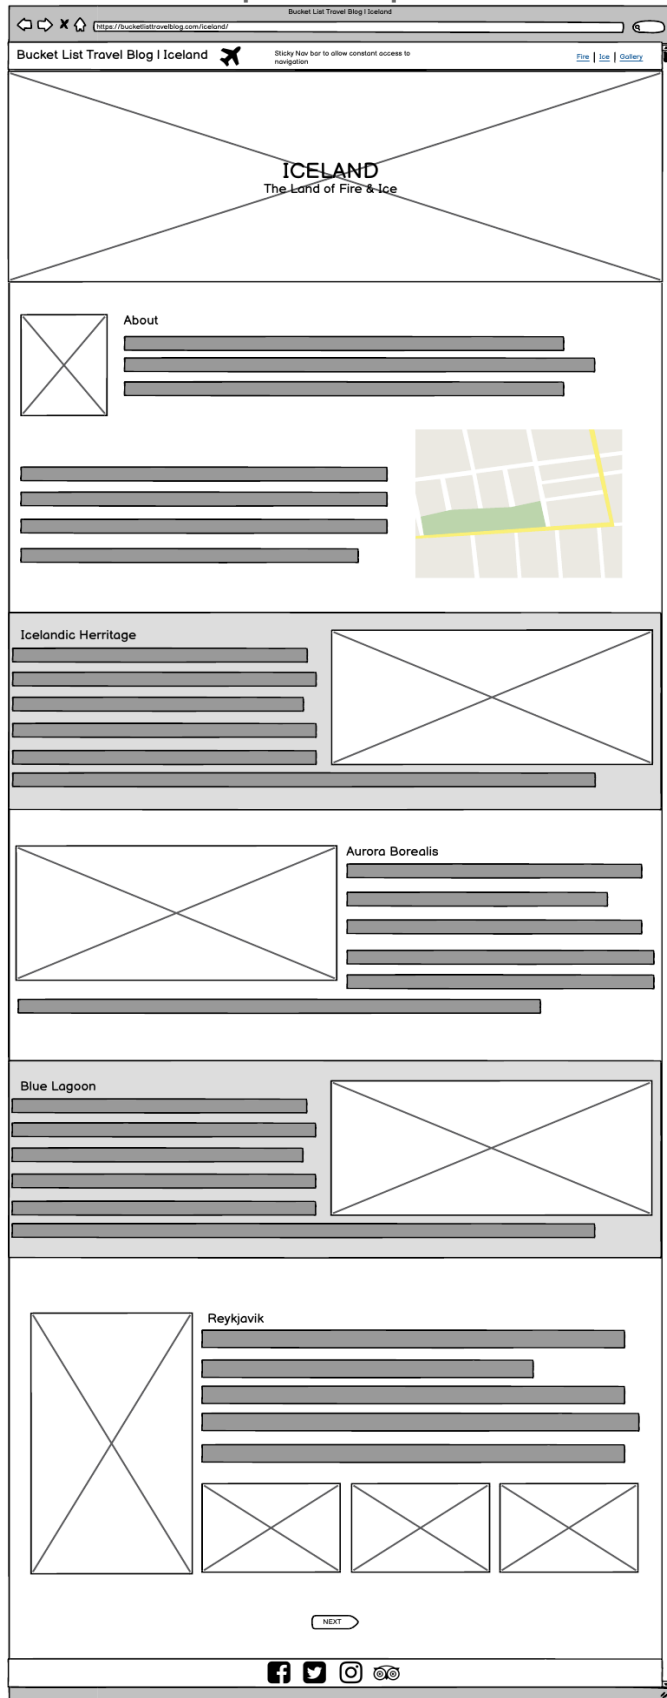 Bucket List Travel Blog | Iceland
https://bucketlisttravelblog.com/iceland/
Bucket List Travel Blog | Iceland
Sticky Nav bar to allow constant access to
navigation
Fire | Ice | Gallery
ICELAND
The Land of Fire & Ice
About
Icelandic Herritage
Aurora Borealis
Blue Lagoon
Reykjavik
NEXT